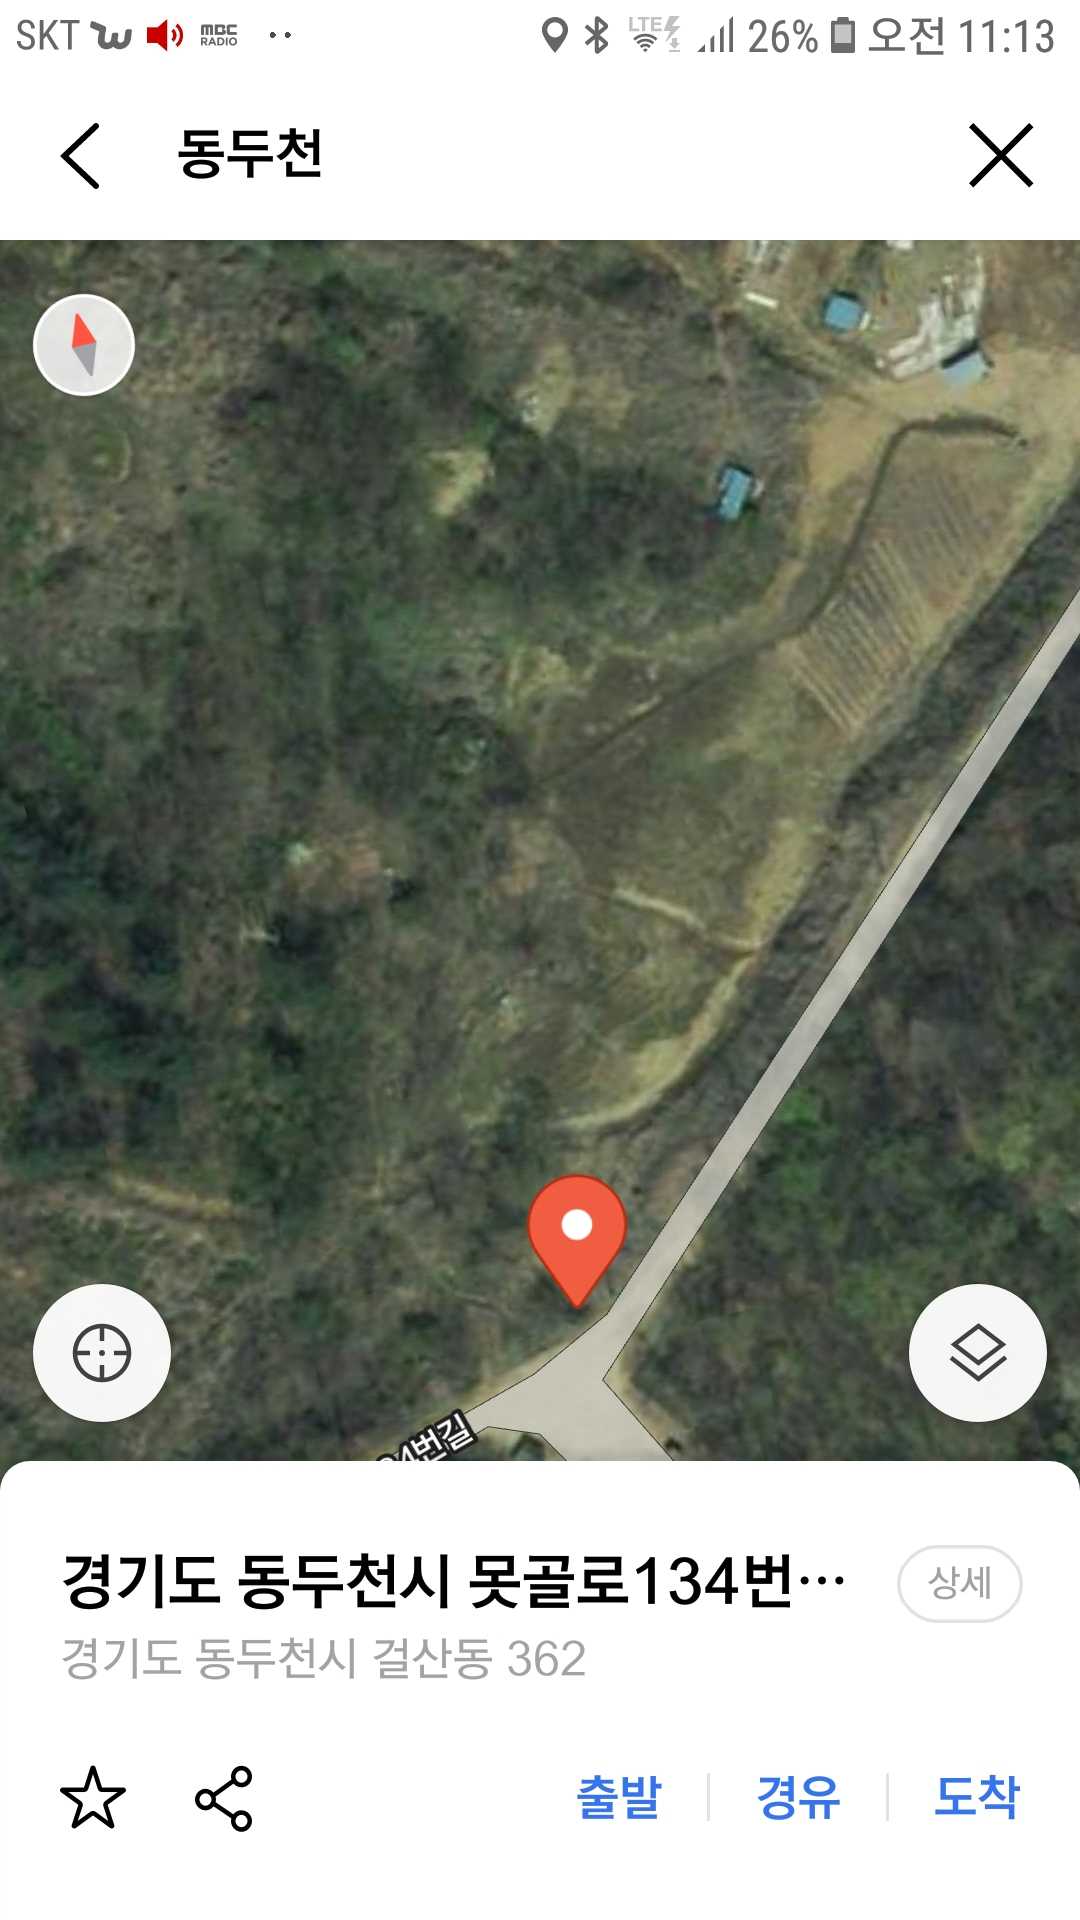 SKT MBC RADIO LTE 26% 오전 11:13
동두천
4번길
경기도 동두천시 못골로134번…
상세
경기도 동두천시 걸산동 362
출발 경유 도착